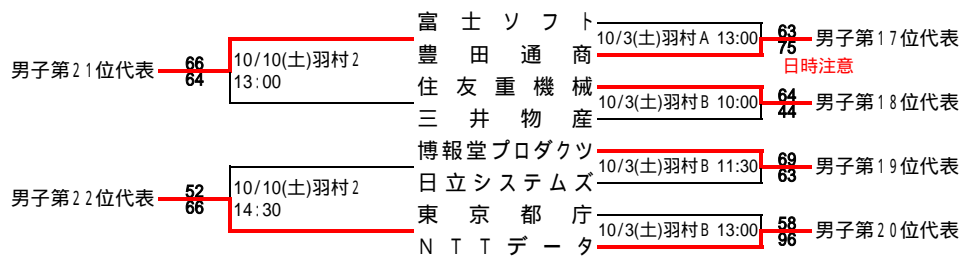 富士ソフト
豊田通商
住友重機械
三井物産
博報堂プロダクツ
日立システムズ
東京都庁
NTTデータ
男子第21位代表
66
64
10/10(土)羽村2
13:00
男子第22位代表
52
66
10/10(土)羽村2
14:30
10/3(土)羽村A 13:00
63
75
男子第17位代表
日時注意
10/3(土)羽村B 10:00
64
44
男子第18位代表
10/3(土)羽村B 11:30
69
63
男子第19位代表
10/3(土)羽村B 13:00
58
96
男子第20位代表